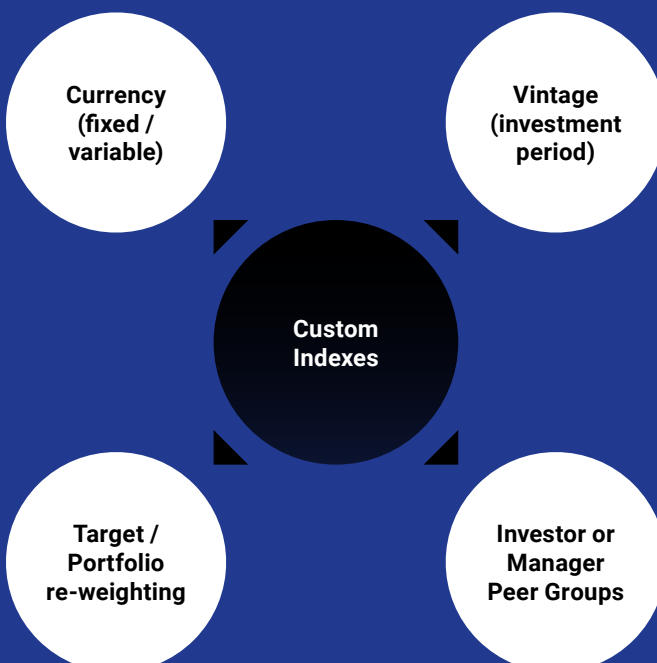 Currency
(fixed /
variable)
Vintage
(investment
period)
Custom
Indexes
Target /
Portfolio
re-weighting
Investor or
Manager
Peer Groups